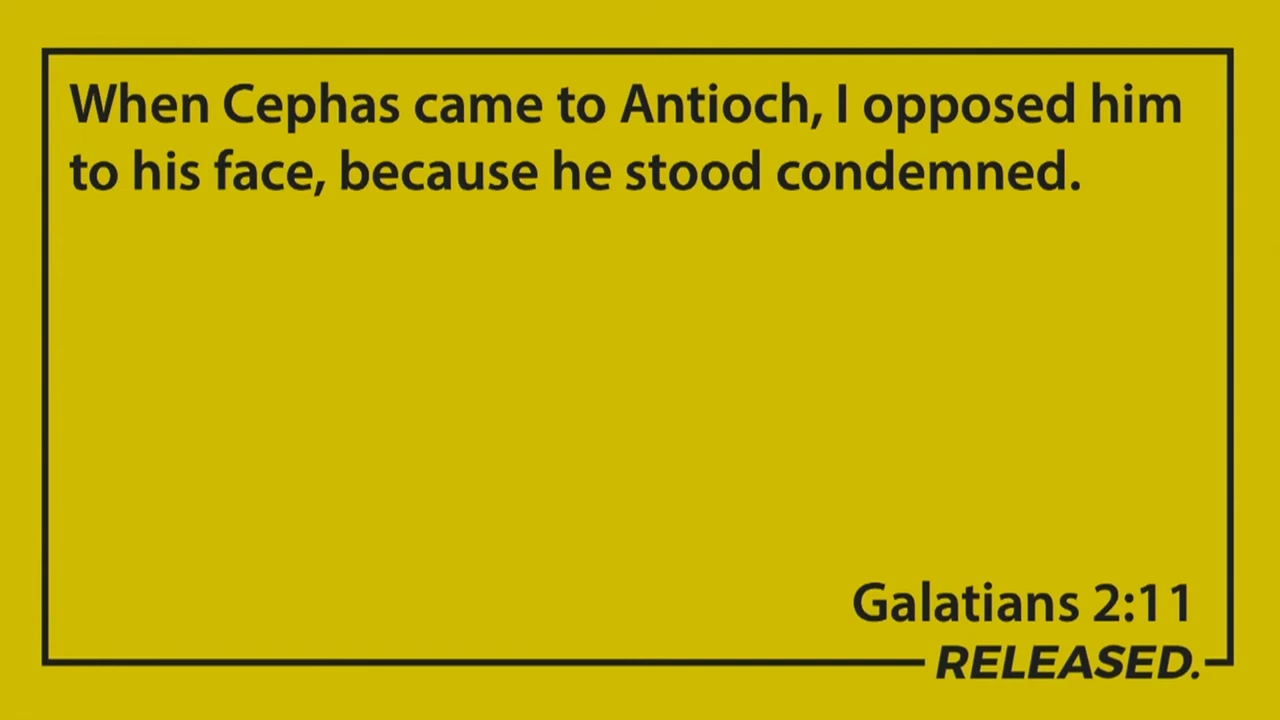 When Cephas came to Antioch, I opposed him
to his face, because he stood condemned.
Galatians 2:11
RELEASED.